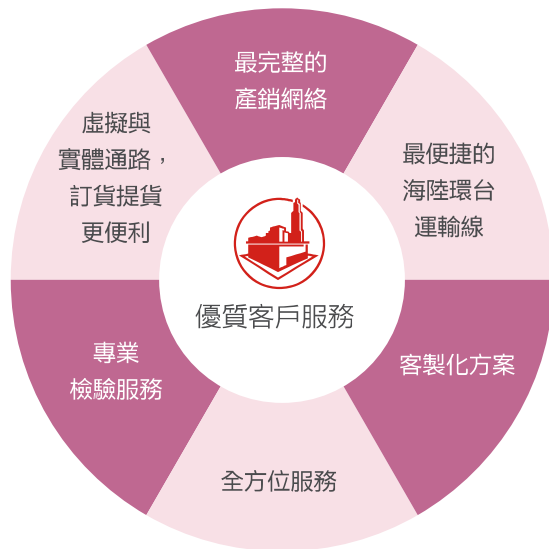 最完整的
產銷網絡
最便捷的
海陸環台
運輸線
客製化方案
全方位服務
專業
檢驗服務
虛擬與
實體通路，
訂貨提貨
更便利
優質客戶服務